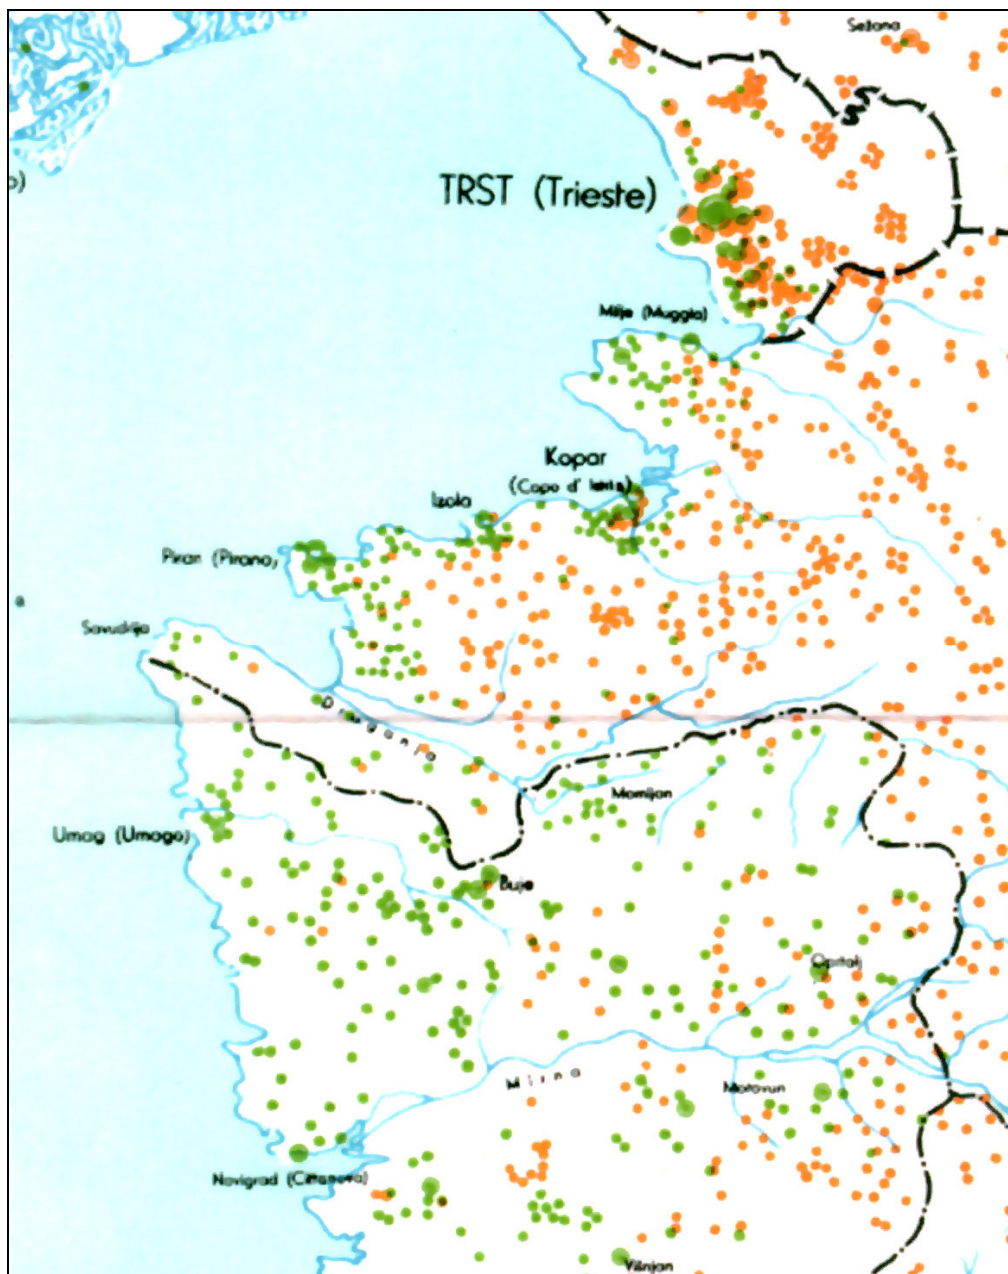 Sežana
o)
TRST (Trieste)
Milje (Muggia)
Kopar
(Capo d' Istria)
Izola
Piran (Pirano)
a
Savudrija
Dragonja
Momijan
Umag (Umago)
Buje
Oprtalj
Mirna
Motovun
Novigrad (Cittanova)
Višnjan